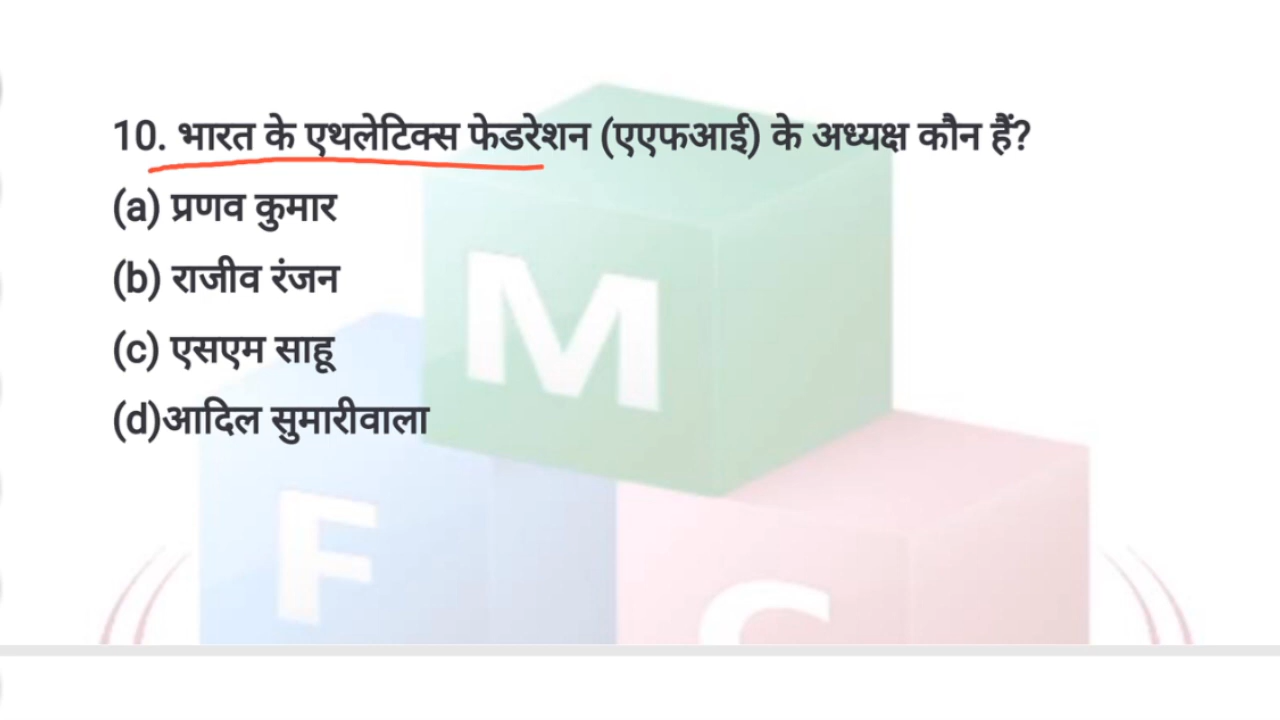 10. भारत के एथलेटिक्स फेडरेशन (एएफआई) के अध्यक्ष कौन हैं?
(a) प्रणव कुमार
(b) राजीव रंजन
(c) एसएम साहू
(d)आदिल सुमारीवाला
M
F
C